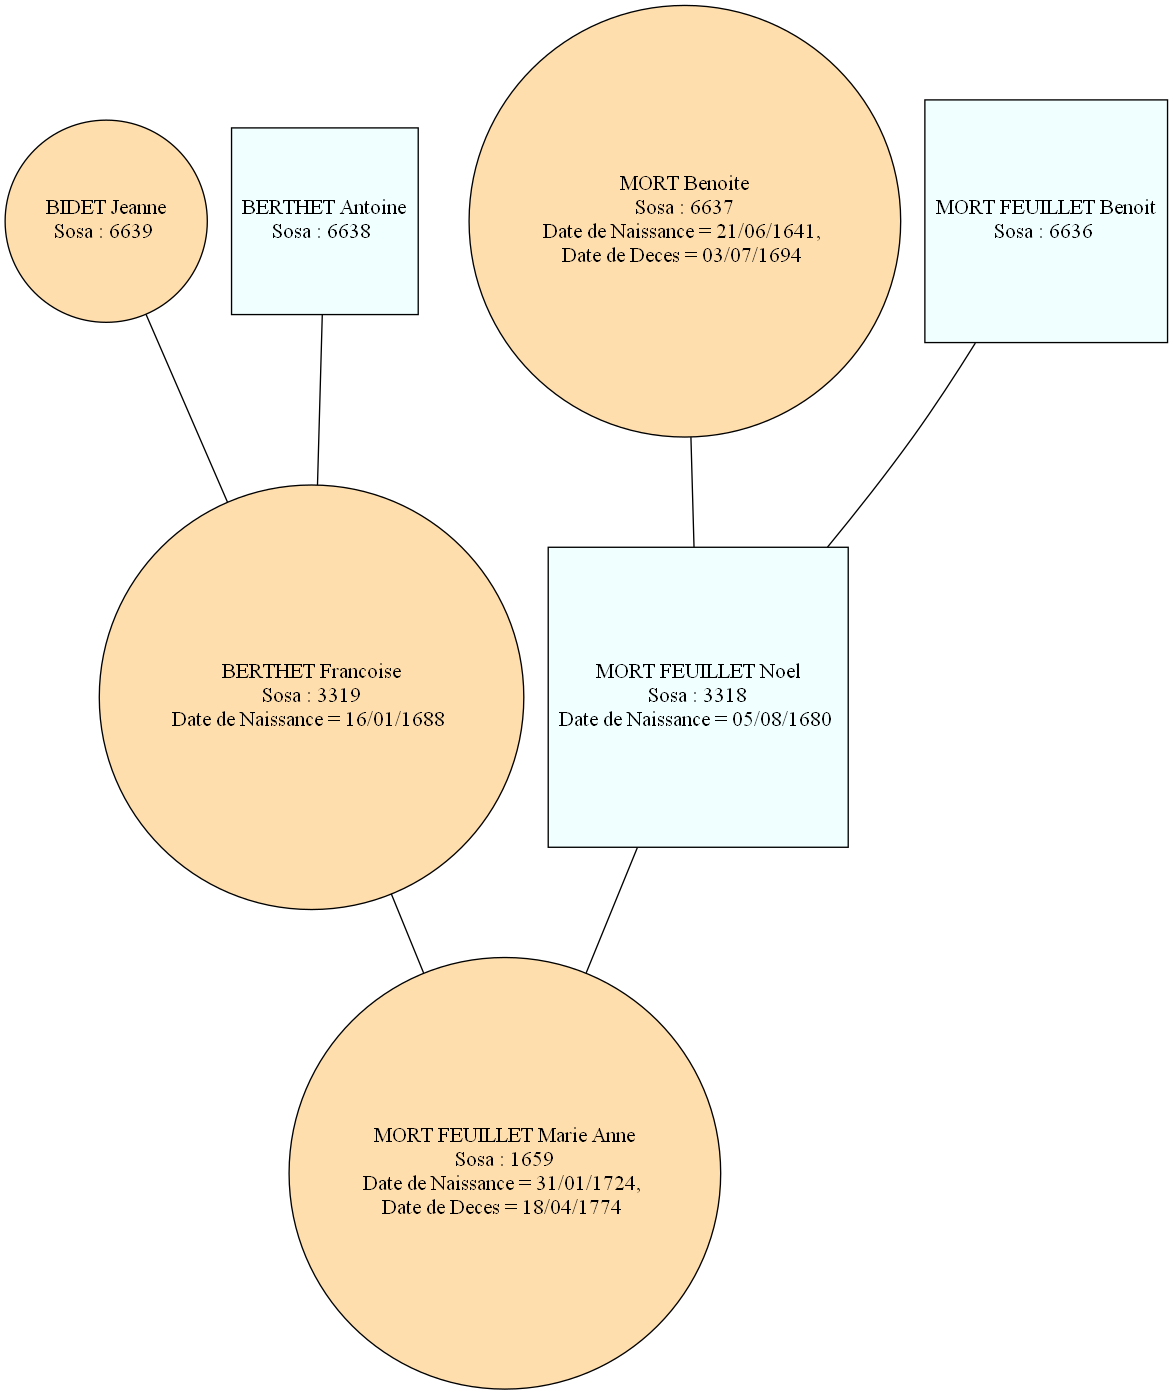 BIDET Jeanne
Sosa : 6639
BERTHET Antoine
Sosa : 6638
MORT Benoite
Sosa : 6637
Date de Naissance = 21/06/1641,
Date de Deces = 03/07/1694
MORT FEUILLET Benoit
Sosa : 6636
BERTHET Francoise
Sosa : 3319
Date de Naissance = 16/01/1688
MORT FEUILLET Noel
Sosa : 3318
Date de Naissance = 05/08/1680
MORT FEUILLET Marie Anne
Sosa : 1659
Date de Naissance = 31/01/1724,
Date de Deces = 18/04/1774